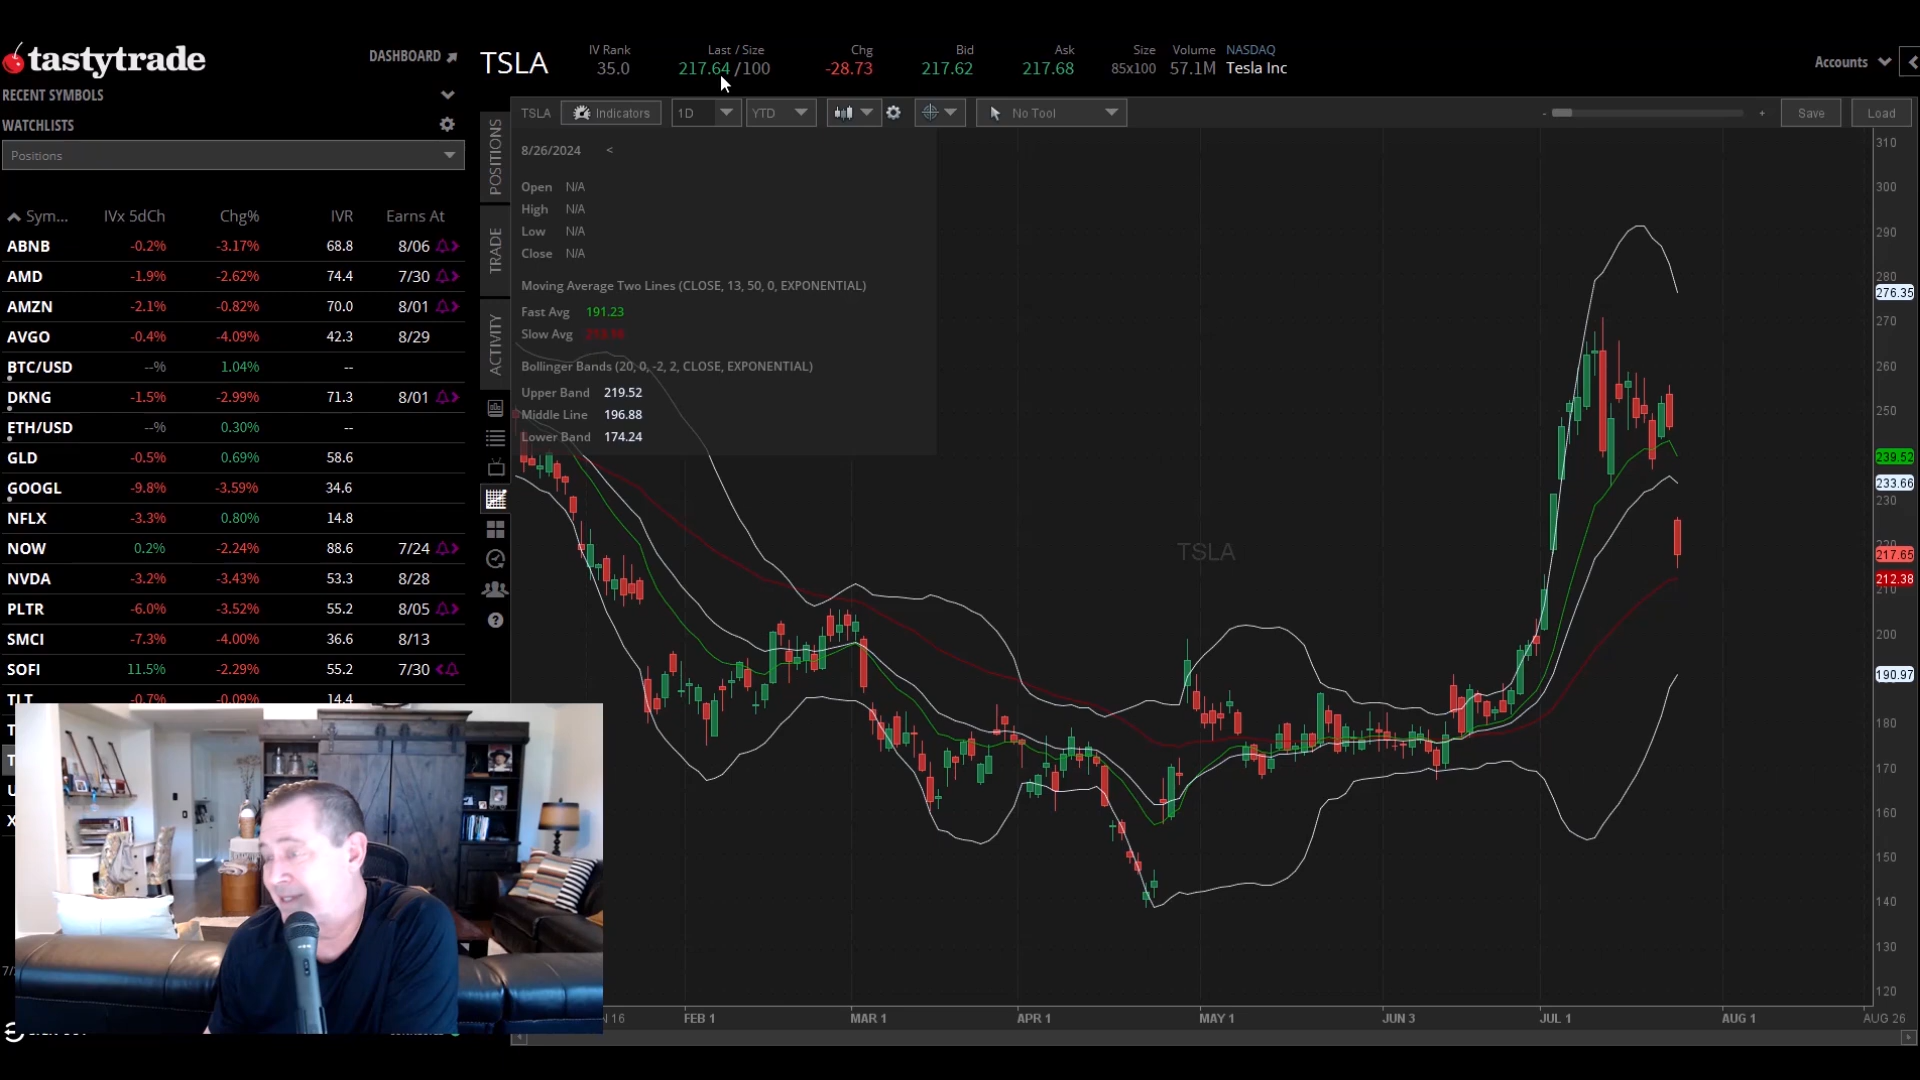 tastytrade
DASHBOARD
RECENT SYMBOLS
WATCHLISTS
Positions
Sym... IVx 5dCh Chg% IVR Earns At
ABNB -0.2% -3.17% 68.8 8/06
AMD -1.9% -2.62% 74.4 7/30
AMZN -2.1% -0.82% 70.0 8/01
AVGO -0.4% -4.09% 42.3 8/29
BTC/USD --% 1.04% --
DKNG -1.5% -2.99% 71.3 8/01
ETH/USD --% 0.30% --
GLD -0.5% 0.69% 58.6
GOOGL -9.8% -3.59% 34.6
NFLX -3.3% 0.80% 14.8
NOW 0.2% -2.24% 88.6 7/24
NVDA -3.2% -3.43% 53.3 8/28
PLTR -6.0% -3.52% 55.2 8/05
SMCI -7.3% -4.00% 36.6 8/13
SOFI 11.5% -2.29% 55.2 7/30
TLT -0.7% -0.09% 14.4
T
T
U
X
TSLA
IV Rank Last / Size Chg Bid Ask Size Volume NASDAQ
35.0 217.64 /100 -28.73 217.62 217.68 85x100 57.1M Tesla Inc
Accounts
POSITIONS
TRADE
ACTIVITY
TSLA Indicators 1D YTD No Tool - + Save Load
8/26/2024 <
Open N/A
High N/A
Low N/A
Close N/A
Moving Average Two Lines (CLOSE, 13, 50, 0, EXPONENTIAL)
Fast Avg 191.23
Slow Avg
Bollinger Bands (20, 0, -2, 2, CLOSE, EXPONENTIAL)
Upper Band 219.52
Middle Line 196.88
Lower Band 174.24
TSLA
310
300
290
280
276.35
270
260
250
239.52
233.66
230
220
217.65
212.38
210
200
190.97
180
170
160
150
140
130
120
16 FEB 1 MAR 1 APR 1 MAY 1 JUN 3 JUL 1 AUG 1 AUG 26